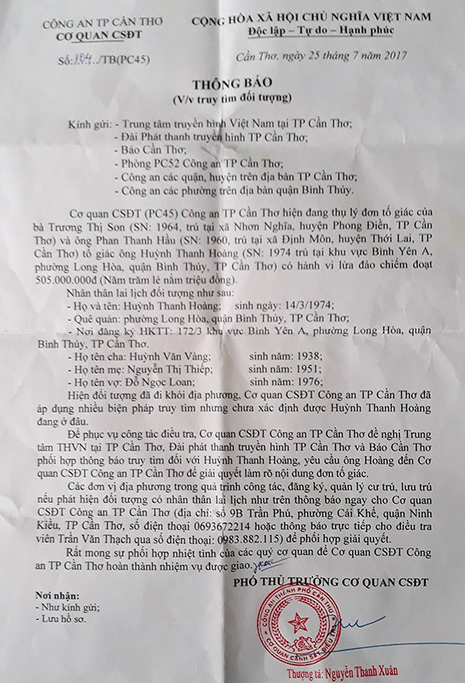 CÔNG AN TP CẦN THƠ
CƠ QUAN CSĐT
CỘNG HÒA XÃ HỘI CHỦ NGHĨA VIỆT NAM
Độc lập – Tự do – Hạnh phúc
Số: /TB(PC45)
Cần Thơ, ngày 25 tháng 7 năm 2017
THÔNG BÁO
(V/v truy tìm đối tượng)
Kính gửi: - Trung tâm truyền hình Việt Nam tại TP Cần Thơ;
- Đài Phát thanh truyền hình TP Cần Thơ;
- Báo Cần Thơ;
- Phòng PC52 Công an TP Cần Thơ;
- Công an các quận, huyện trên địa bàn TP Cần Thơ;
- Công an các phường trên địa bàn quận Bình Thủy.
Cơ quan CSĐT (PC45) Công an TP Cần Thơ hiện đang thụ lý đơn tố giác của
bà Trương Thị Son (SN: 1964, trú tại xã Nhơn Nghĩa, huyện Phong Điền, TP Cần
Thơ) và ông Phan Thanh Hầu (SN: 1960, trú tại xã Định Môn, huyện Thới Lai, TP
Cần Thơ) tố giác ông Huỳnh Thanh Hoàng (SN: 1974 trú tại khu vực Bình Yên A,
phường Long Hòa, quận Bình Thủy, TP Cần Thơ) có hành vi lừa đảo chiếm đoạt
505.000.000đ (Năm trăm lẻ năm triệu đồng).
Nhân thân lai lịch đối tượng như sau:
- Họ và tên: Huỳnh Thanh Hoàng; sinh ngày: 14/3/1974;
- Quê quán: phường Long Hòa, quận Bình Thủy, TP Cần Thơ;
- Nơi đăng ký HKTT: 172/3 khu vực Bình Yên A, phường Long Hòa, quận
Bình Thủy, TP Cần Thơ.
- Họ tên cha: Huỳnh Văn Vàng; sinh năm: 1938;
- Họ tên mẹ: Nguyễn Thị Thiếp; sinh năm: 1951;
- Họ tên vợ: Đỗ Ngọc Loan; sinh năm: 1976;
Hiện đối tượng đã đi khỏi địa phương, Cơ quan CSĐT Công an TP Cần Thơ đã
áp dụng nhiều biện pháp truy tìm nhưng chưa xác định được Huỳnh Thanh Hoàng
đang ở đâu.
Để phục vụ công tác điều tra, Cơ quan CSĐT Công an TP Cần Thơ đề nghị Trung
tâm THVN tại TP Cần Thơ, Đài phát thanh truyền hình TP Cần Thơ và Báo Cần Thơ
phối hợp thông báo truy tìm đối với Huỳnh Thanh Hoàng, yêu cầu ông Hoàng đến Cơ
quan CSĐT Công an TP Cần Thơ để giải quyết làm rõ nội dung đơn tố giác.
Các đơn vị địa phương trong quá trình công tác, đăng ký, quản lý cư trú, lưu trú
nếu phát hiện đối tượng có nhân thân lai lịch như trên thông báo ngay cho Cơ quan
CSĐT Công an TP Cần Thơ (địa chỉ: số 9B Trần Phú, phường Cái Khế, quận Ninh
Kiều, TP Cần Thơ, số điện thoại 0693672214 hoặc thông báo trực tiếp cho điều tra
viên Trần Văn Thạch qua số điện thoại: 0983.882.115) để phối hợp giải quyết.
Rất mong sự phối hợp nhiệt tình của các quý cơ quan để Cơ quan CSĐT Công
an TP Cần Thơ hoàn thành nhiệm vụ được giao.
PHÓ THỦ TRƯỞNG CƠ QUAN CSĐT
Nơi nhận:
- Như kính gửi;
- Lưu hồ sơ.
CÔNG AN THÀNH PHỐ CẦN THƠ
CƠ QUAN CẢNH SÁT ĐIỀU TRA
Thượng tá: Nguyễn Thanh Xuân